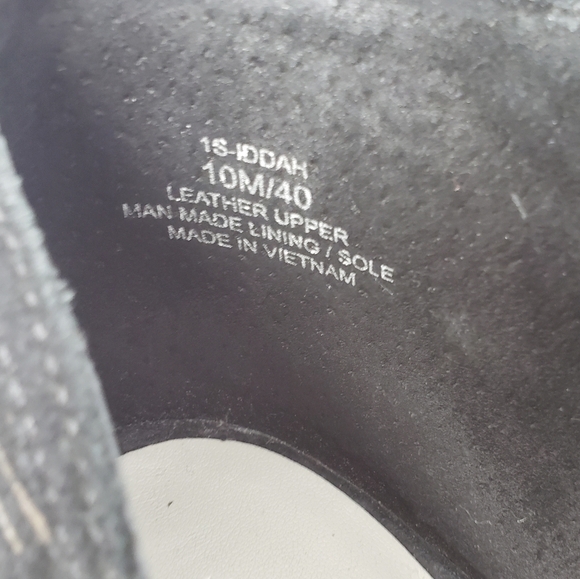 1S-IDDAH
10M/40
LEATHER UPPER
MAN MADE LINING / SOLE
MADE IN VIETNAM